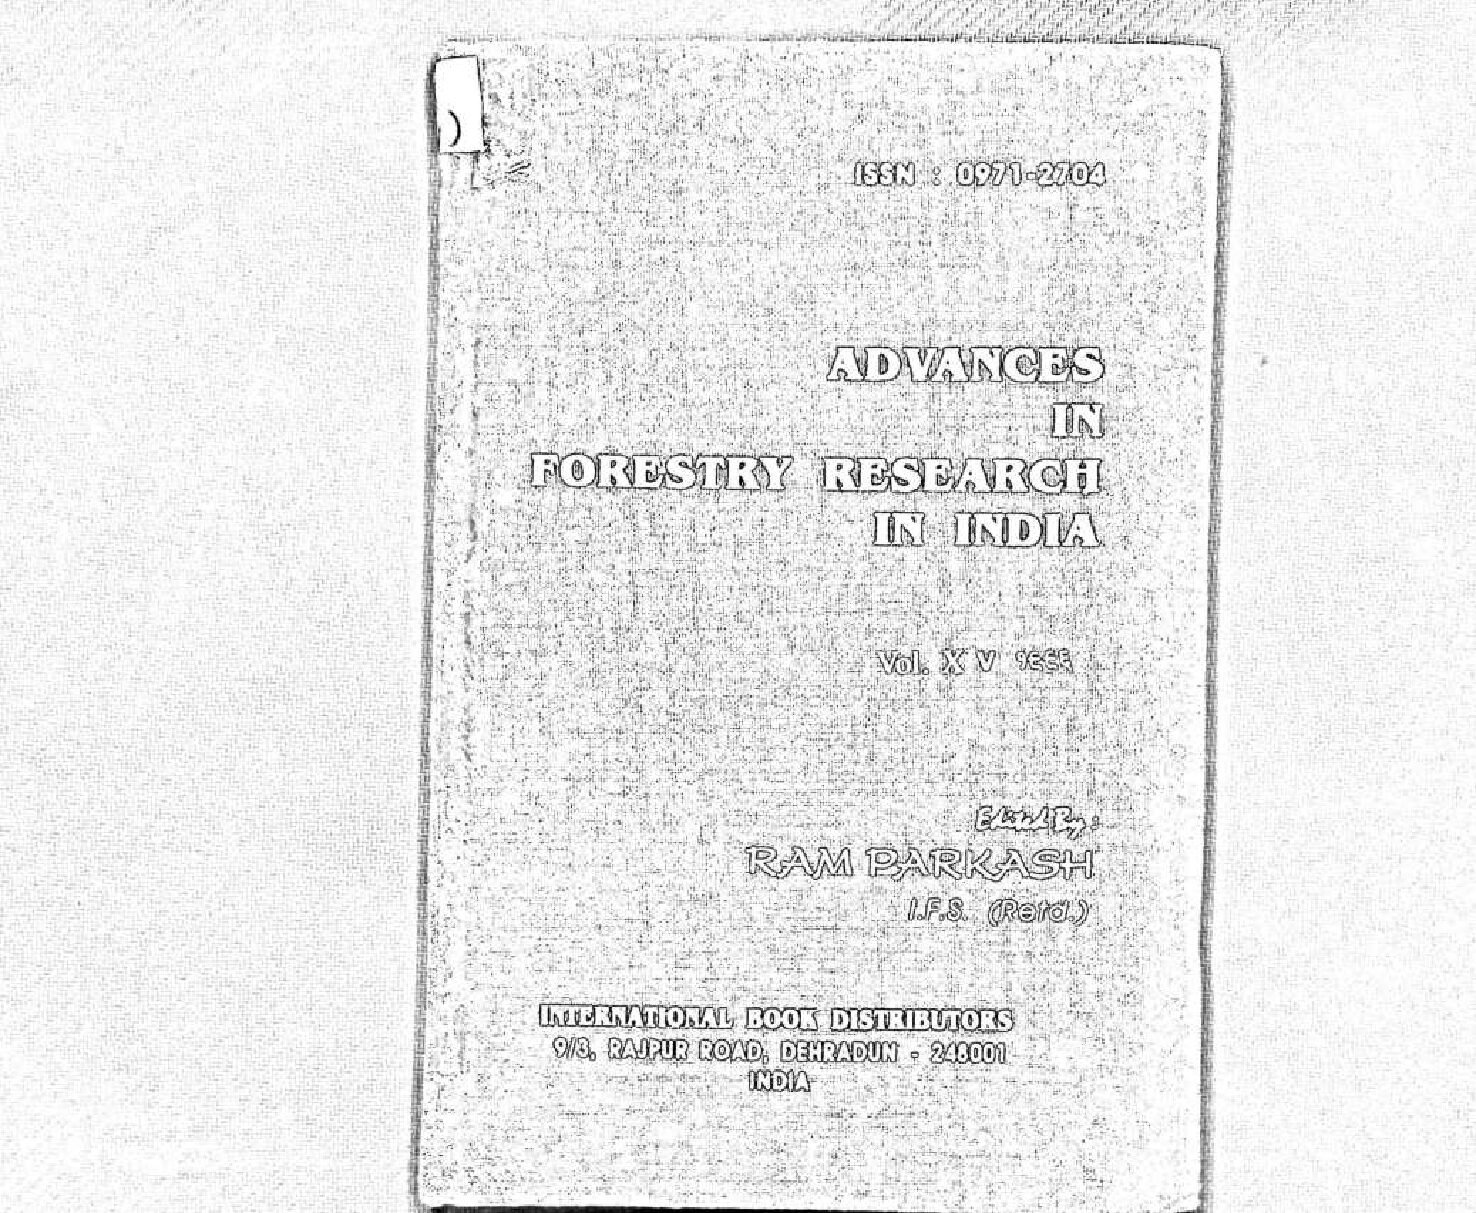 )
ISSN : 0971-2704
ADVANCES
IN
FORESTRY RESEARCH
IN INDIA
Vol. X V
Edited By :
RAM PARKASH
I.F.S. (Retd.)
INTERNATIONAL BOOK DISTRIBUTORS
9/3, RAJPUR ROAD, DEHRADUN - 248001
INDIA